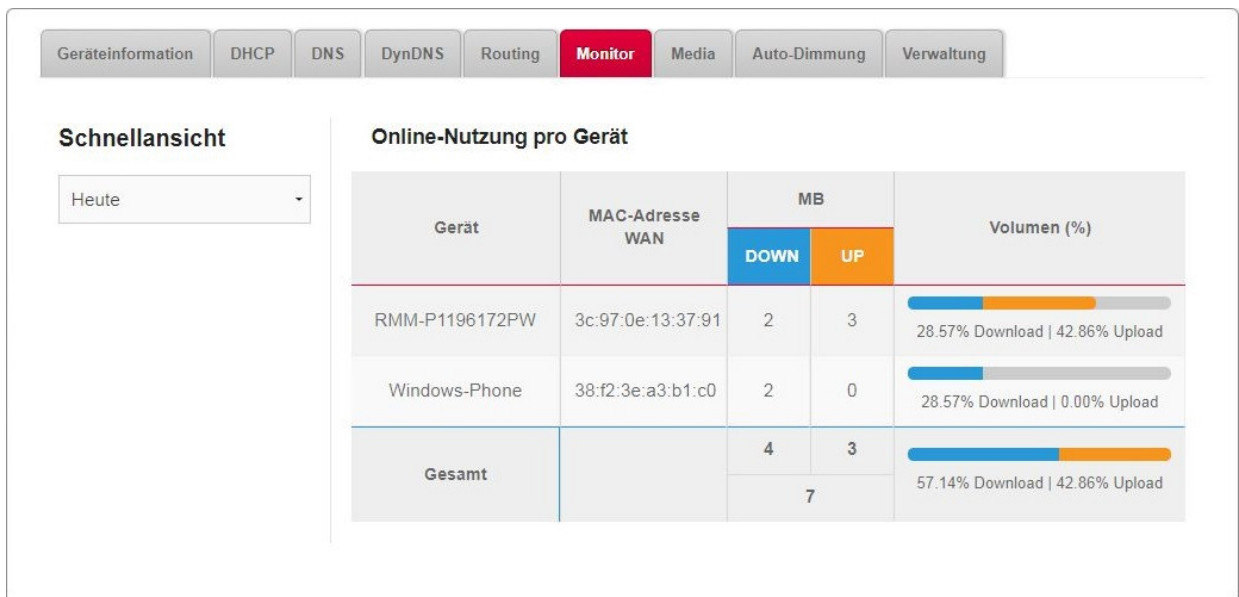 Geräteinformation DHCP DNS DynDNS Routing Monitor Media Auto-Dimmung Verwaltung
Schnellansicht
Heute
Online-Nutzung pro Gerät
Gerät MAC-Adresse WAN MB Volumen (%)
DOWN UP
RMM-P1196172PW 3c:97:0e:13:37:91 2 3
28.57% Download | 42.86% Upload
Windows-Phone 38:f2:3e:a3:b1:c0 2 0
28.57% Download | 0.00% Upload
Gesamt 4 3
7
57.14% Download | 42.86% Upload